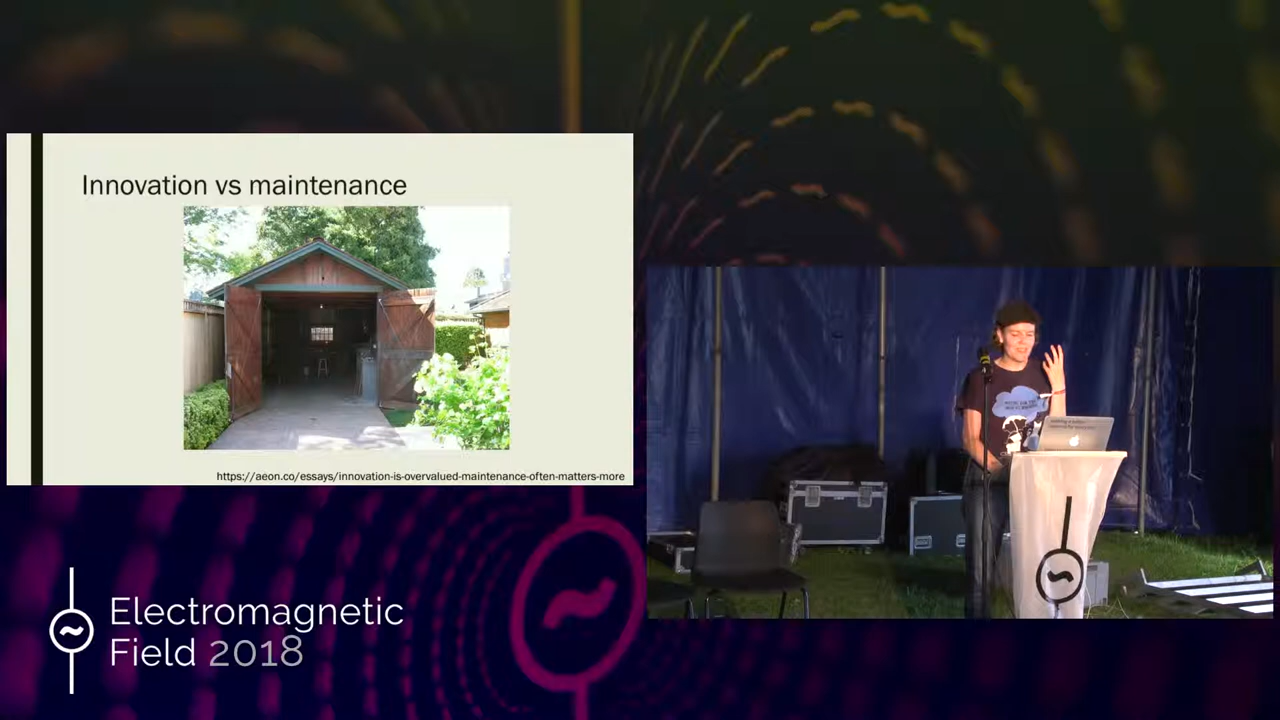 Innovation vs maintenance
https://aeon.co/essays/innovation-is-overvalued-maintenance-often-matters-more
Electromagnetic
Field 2018